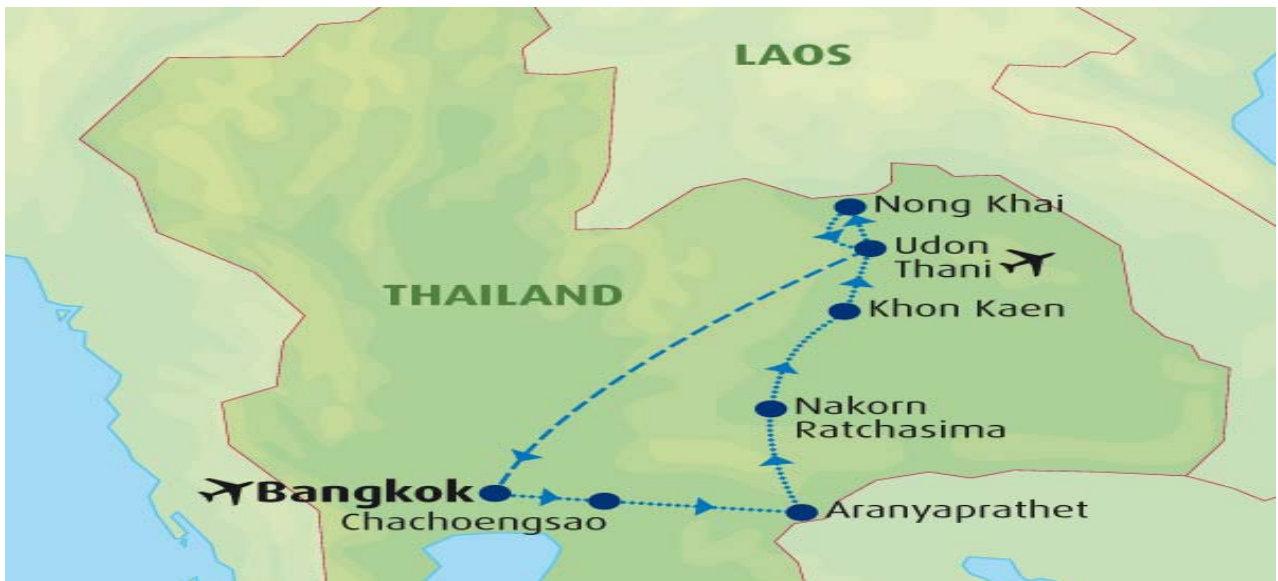 LAOS
Nong Khai
Udon
Thani
THAILAND
Khon Kaen
Nakorn
Ratchasima
Bangkok
Chachoengsao
Aranyaprathet